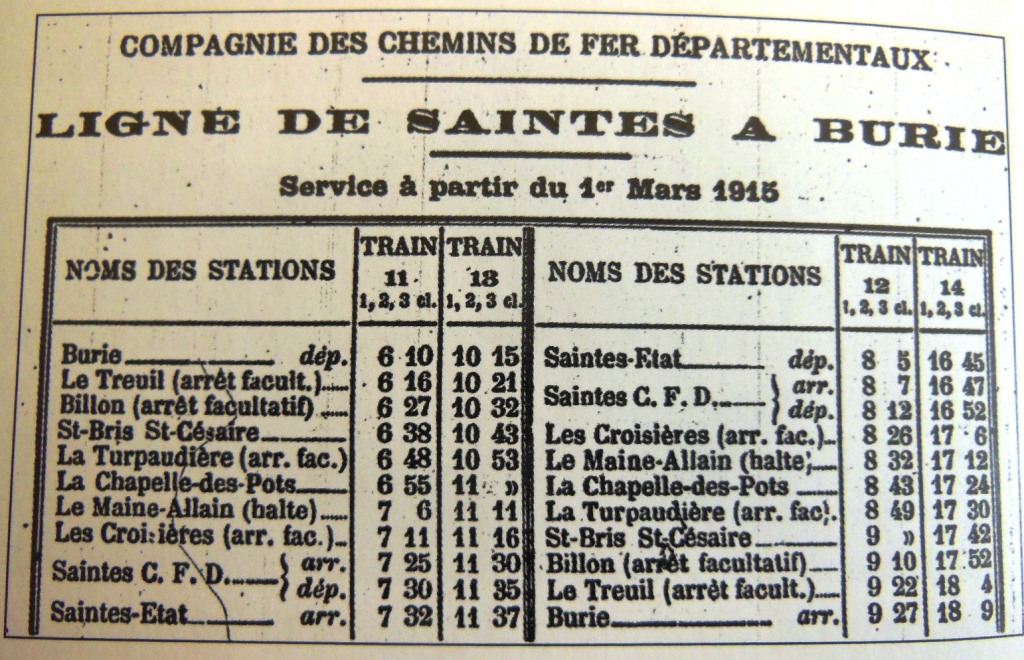 COMPAGNIE DES CHEMINS DE FER DÉPARTEMENTAUX
LIGNE DE SAINTES A BURIE
Service à partir du 1er Mars 1915
NOMS DES STATIONS TRAIN 11 1, 2, 3 cl. TRAIN 13 1, 2, 3 cl.
Burie dép. 6 10 10 15
Le Treuil (arrêt facult.) 6 16 10 21
Billon (arrêt facultatif) 6 27 10 32
St-Bris St-Césaire 6 38 10 43
La Turpaudière (arr. fac.) 6 48 10 53
La Chapelle-des-Pots 6 55 11 »
Le Maine-Allain (halte) 7 6 11 11
Les Croisières (arr. fac.) 7 11 11 16
Saintes C. F. D. arr. 7 25 11 30
dép. 7 30 11 35
Saintes-Etat arr. 7 32 11 37
NOMS DES STATIONS TRAIN 12 1, 2, 3 cl. TRAIN 14 1, 2, 3 cl.
Saintes-Etat dép. 8 5 16 45
Saintes C. F. D. arr. 8 7 16 47
dép. 8 12 16 52
Les Croisières (arr. fac.) 8 26 17 6
Le Maine-Allain (halte) 8 32 17 12
La Chapelle-des-Pots 8 43 17 24
La Turpaudière (arr. fac). 8 49 17 30
St-Bris St-Césaire 9 » 17 42
Billon (arrêt facultatif) 9 10 17 52
Le Treuil (arrêt facult.) 9 22 18 4
Burie arr. 9 27 18 9